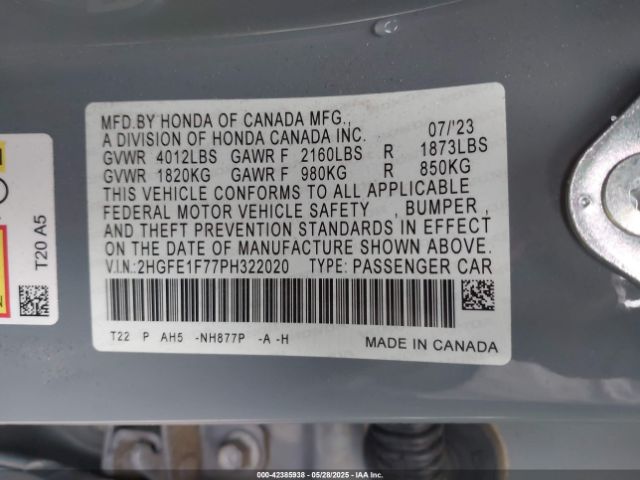 MFD.BY HONDA OF CANADA MFG.,
A DIVISION OF HONDA CANADA INC. 07/'23
GVWR 4012LBS GAWR F 2160LBS R 1873LBS
GVWR 1820KG GAWR F 980KG R 850KG
THIS VEHICLE CONFORMS TO ALL APPLICABLE
FEDERAL MOTOR VEHICLE SAFETY , BUMPER ,
AND THEFT PREVENTION STANDARDS IN EFFECT
ON THE DATE OF MANUFACTURE SHOWN ABOVE.
V.I.N.:2HGFE1F77PH322020 TYPE: PASSENGER CAR
T22 P AH5 -NH877P -A -H
MADE IN CANADA
T20 A5
000-42385938 - 05/28/2025 - IAA Inc.